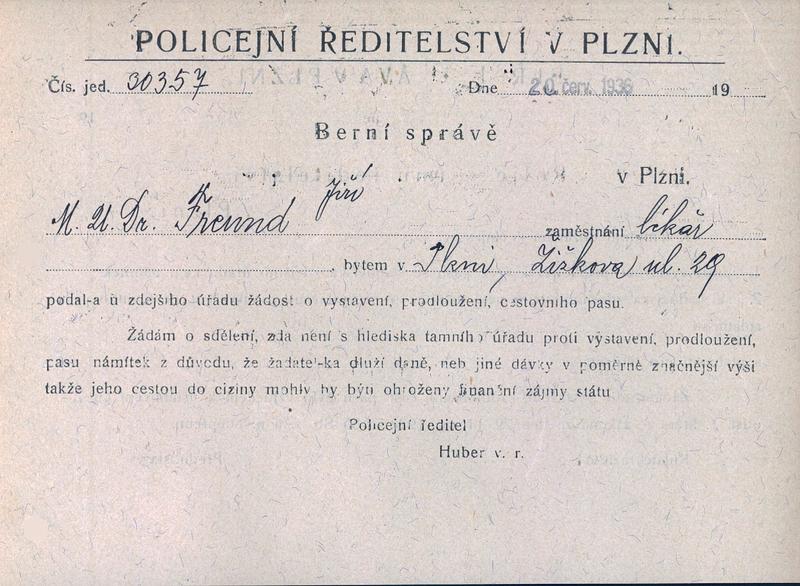 POLICEJNÍ ŘEDITELSTVÍ V PLZNI.
Čís. jed. 30357 Dne 20. červ. 1936 19
Berní správě
v Plzni.
M. U. Dr. Freund Jiří zaměstnání lékař
bytem v Plzni, Žižkova ul. 29
podal-a u zdejšího úřadu žádost o vystavení, prodloužení, cestovního pasu.
Žádám o sdělení, zda není s hlediska tamního úřadu proti vystavení, prodloužení,
pasu námitek z důvodu, že žadatel-ka dluží daně, neb jiné dávky v poměrně značnější výši
takže jeho cestou do ciziny mohly by býti ohroženy finanční zájmy státu
Policejní ředitel
Huber v. r.